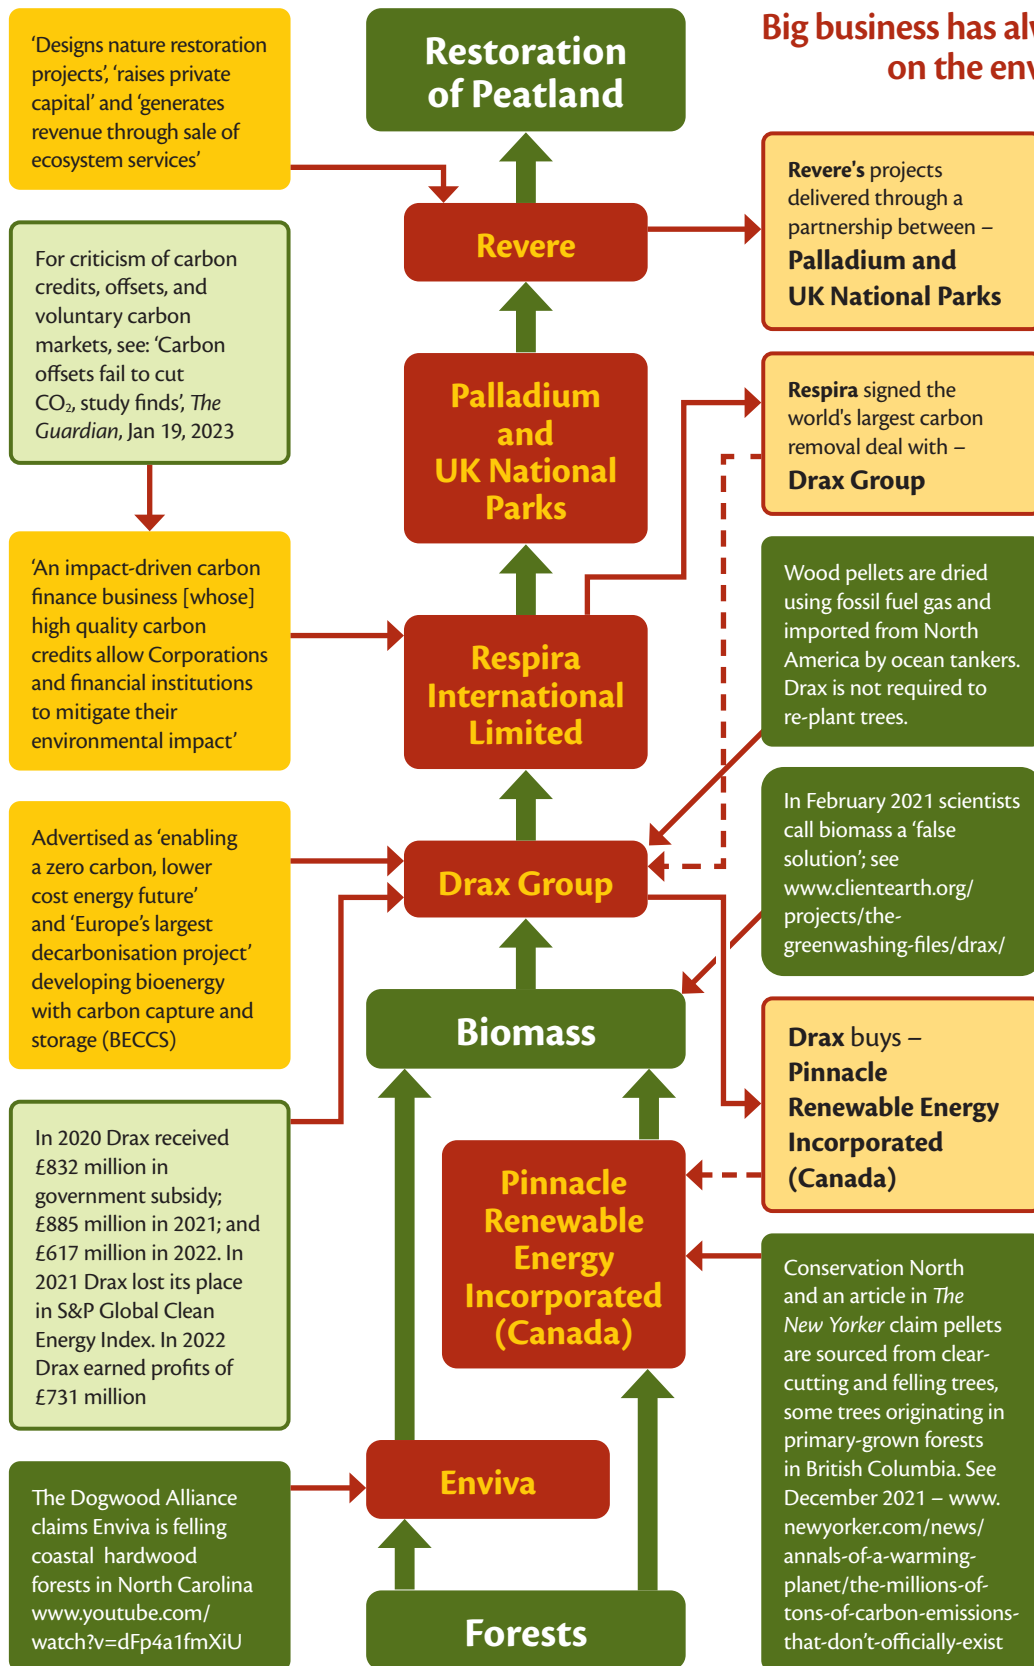 Big business has alw
on the env
'Designs nature restoration
projects', 'raises private
capital' and 'generates
revenue through sale of
ecosystem services'
Restoration
of Peatland
Revere's projects
delivered through a
partnership between –
Palladium and
UK National Parks
Revere
For criticism of carbon
credits, offsets, and
voluntary carbon
markets, see: 'Carbon
offsets fail to cut
CO₂, study finds', The
Guardian, Jan 19, 2023
Palladium
and
UK National
Parks
Respira signed the
world's largest carbon
removal deal with –
Drax Group
'An impact-driven carbon
finance business [whose]
high quality carbon
credits allow Corporations
and financial institutions
to mitigate their
environmental impact'
Respira
International
Limited
Wood pellets are dried
using fossil fuel gas and
imported from North
America by ocean tankers.
Drax is not required to
re-plant trees.
Advertised as 'enabling
a zero carbon, lower
cost energy future'
and 'Europe's largest
decarbonisation project'
developing bioenergy
with carbon capture and
storage (BECCS)
Drax Group
In February 2021 scientists
call biomass a 'false
solution'; see
www.clientearth.org/
projects/the-
greenwashing-files/drax/
Biomass
Drax buys –
Pinnacle
Renewable Energy
Incorporated
(Canada)
In 2020 Drax received
£832 million in
government subsidy;
£885 million in 2021; and
£617 million in 2022. In
2021 Drax lost its place
in S&P Global Clean
Energy Index. In 2022
Drax earned profits of
£731 million
Pinnacle
Renewable
Energy
Incorporated
(Canada)
Conservation North
and an article in The
New Yorker claim pellets
are sourced from clear-
cutting and felling trees,
some trees originating in
primary-grown forests
in British Columbia. See
December 2021 – www.
newyorker.com/news/
annals-of-a-warming-
planet/the-millions-of-
tons-of-carbon-emissions-
that-don't-officially-exist
Enviva
The Dogwood Alliance
claims Enviva is felling
coastal hardwood
forests in North Carolina
www.youtube.com/
watch?v=dFp4a1fmXiU
Forests